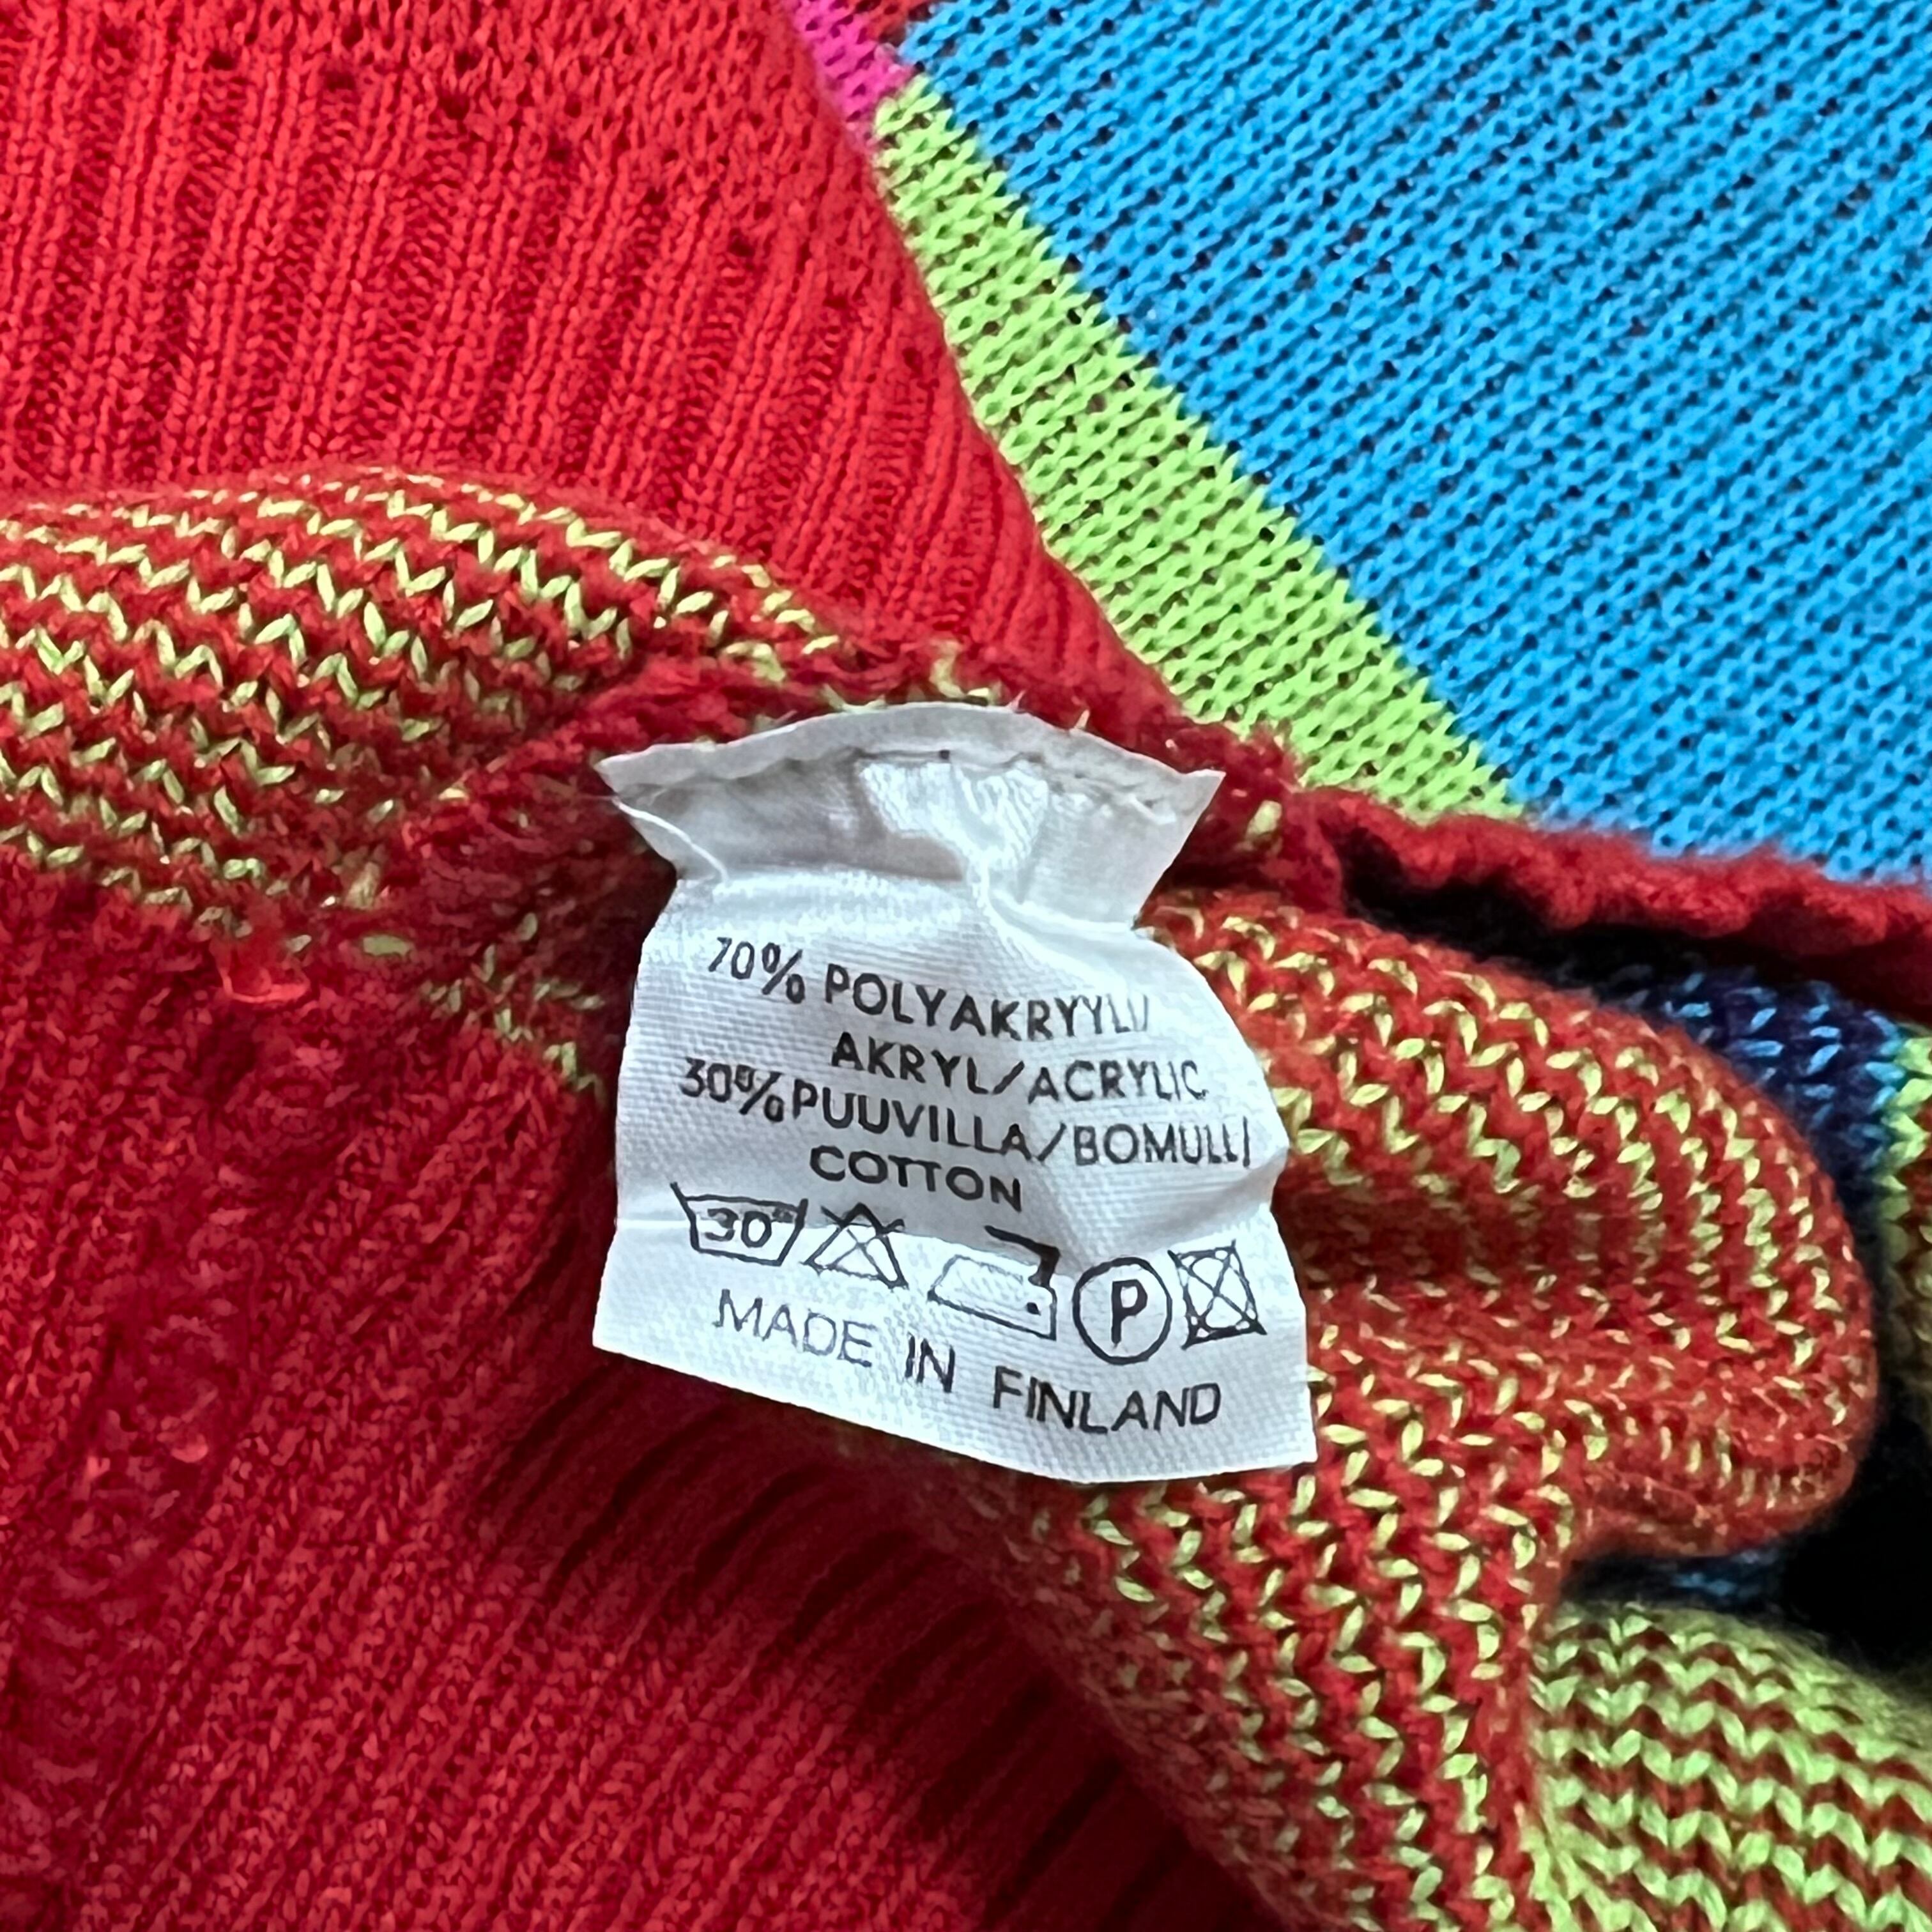 70% POLYAKRYYLI/
AKRYL/ACRYLIC
30% PUUVILLA/BOMULL/
COTTON
30° P
MADE IN FINLAND